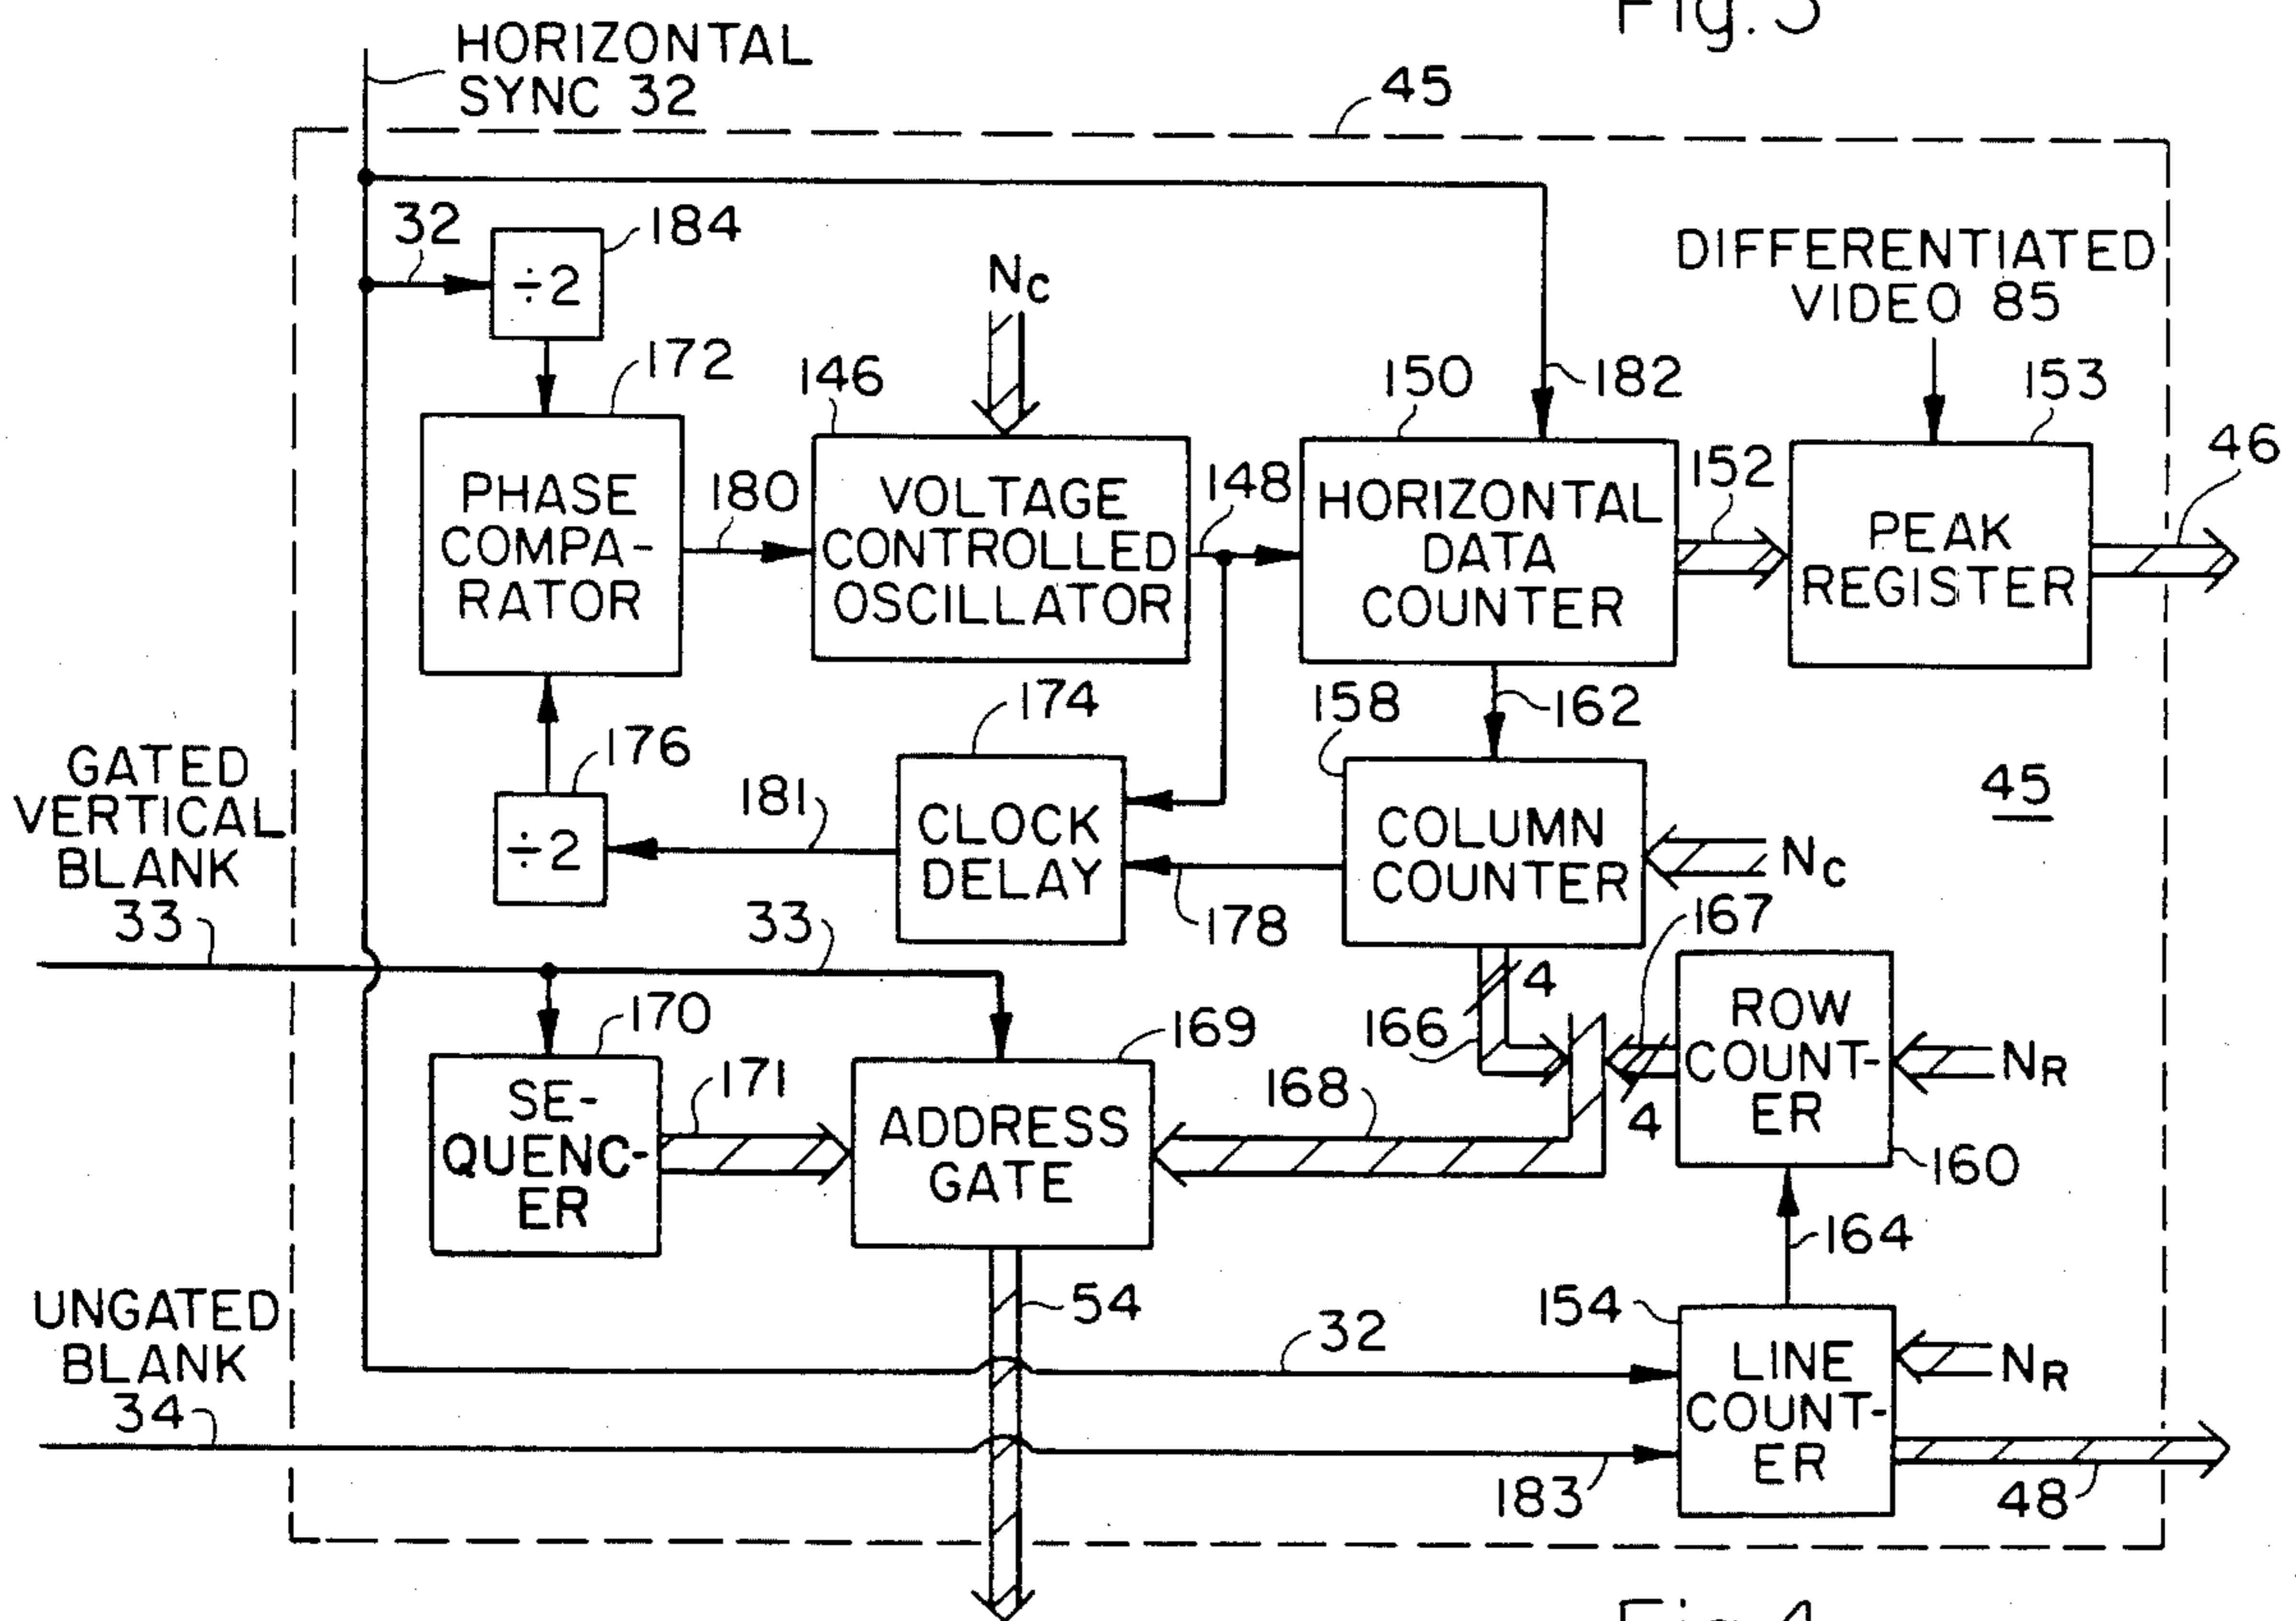 Fig. 3
HORIZONTAL
SYNC 32
45
32
184
÷2
NC
DIFFERENTIATED
VIDEO 85
172
146
150
182
153
46
PHASE
COMPA-
RATOR
180
VOLTAGE
CONTROLLED
OSCILLATOR
148
HORIZONTAL
DATA
COUNTER
152
PEAK
REGISTER
174
158
162
GATED
VERTICAL
BLANK
33
176
÷2
181
CLOCK
DELAY
178
COLUMN
COUNTER
NC
45
33
167
4
166
170
169
ROW
COUNT-
ER
NR
SE-
QUENC-
ER
171
ADDRESS
GATE
168
4
160
164
UNGATED
BLANK
34
54
32
154
LINE
COUNT-
ER
NR
183
48